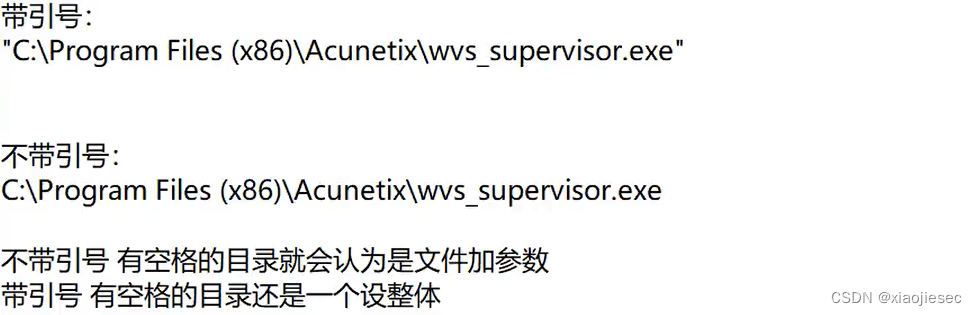 带引号：
"C:\Program Files (x86)\Acunetix\wvs_supervisor.exe"
不带引号：
C:\Program Files (x86)\Acunetix\wvs_supervisor.exe
不带引号 有空格的目录就会认为是文件加参数
带引号 有空格的目录还是一个设整体
CSDN @xiaojiesec